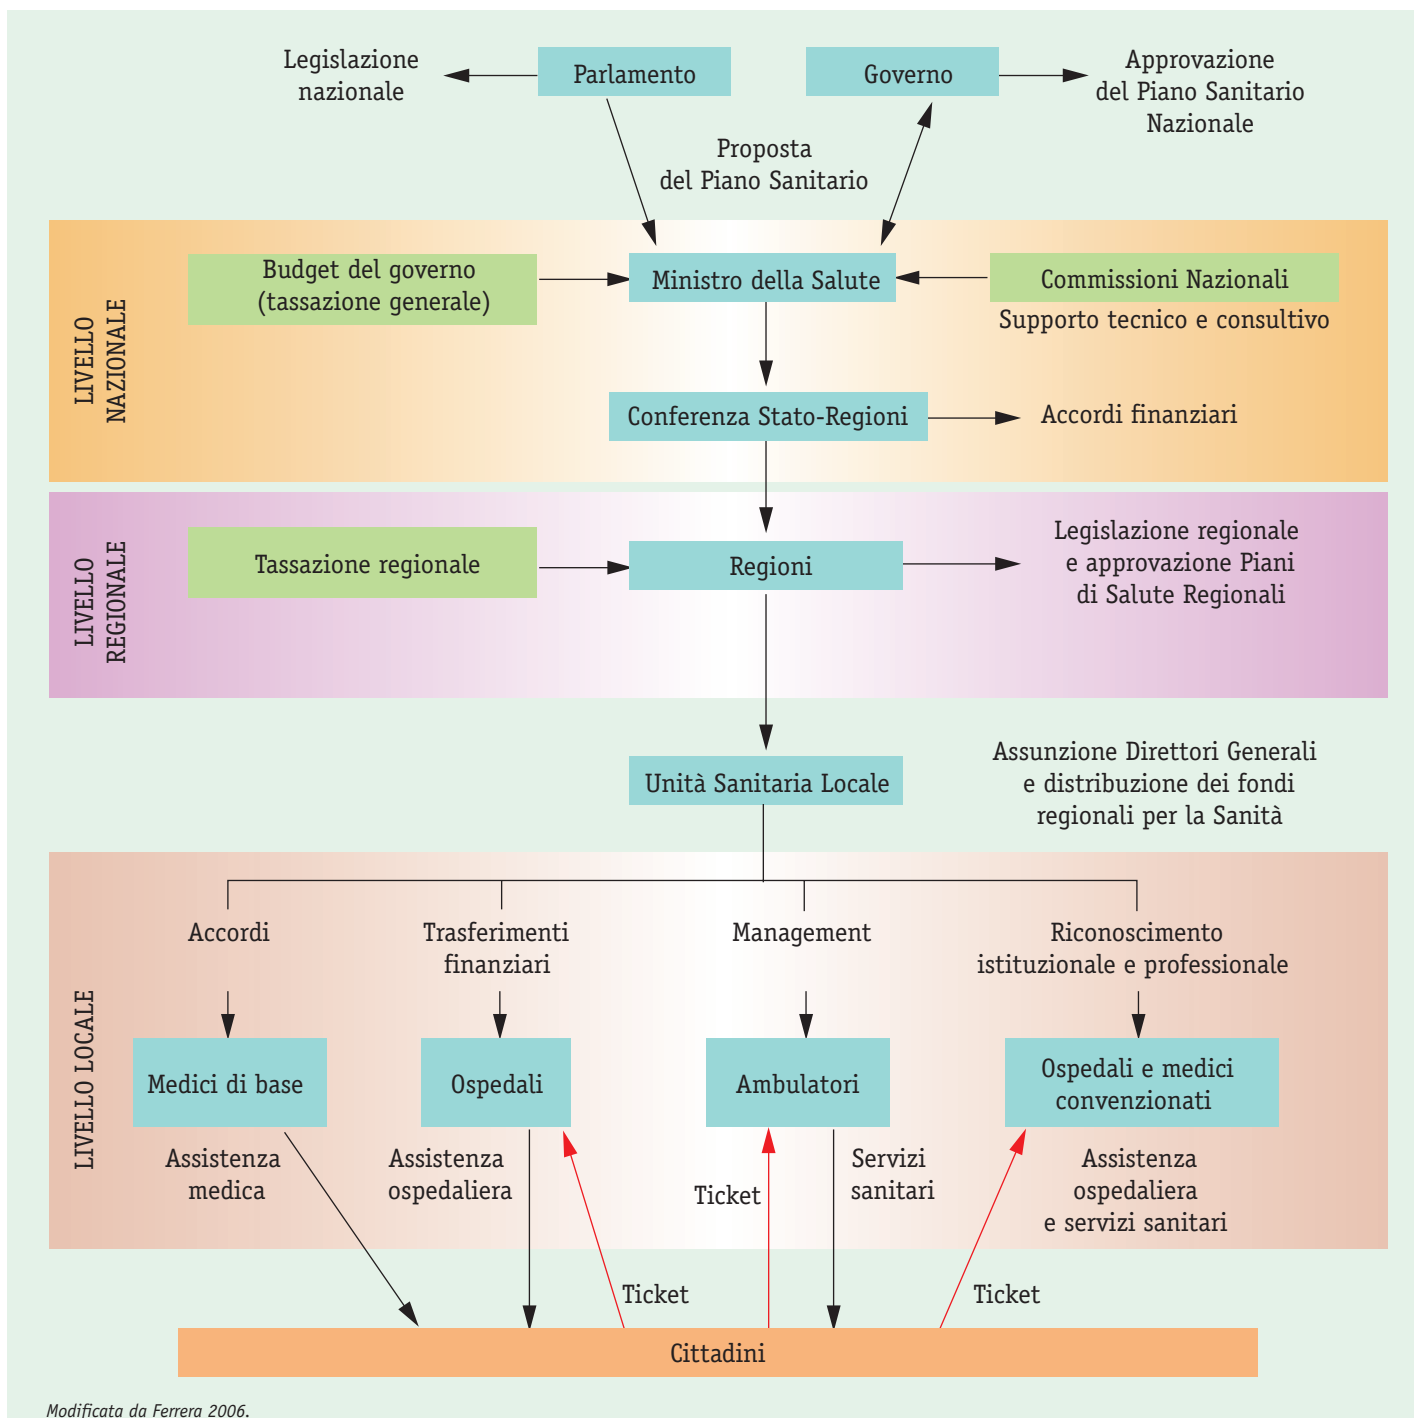 Legislazione
nazionale
Parlamento
Governo
Approvazione
del Piano Sanitario
Nazionale
Proposta
del Piano Sanitario
LIVELLO
NAZIONALE
Budget del governo
(tassazione generale)
Ministro della Salute
Commissioni Nazionali
Supporto tecnico e consultivo
Conferenza Stato-Regioni
Accordi finanziari
LIVELLO
REGIONALE
Tassazione regionale
Regioni
Legislazione regionale
e approvazione Piani
di Salute Regionali
Unità Sanitaria Locale
Assunzione Direttori Generali
e distribuzione dei fondi
regionali per la Sanità
LIVELLO LOCALE
Accordi
Trasferimenti
finanziari
Management
Riconoscimento
istituzionale e professionale
Medici di base
Ospedali
Ambulatori
Ospedali e medici
convenzionati
Assistenza
medica
Assistenza
ospedaliera
Ticket
Servizi
sanitari
Assistenza
ospedaliera
e servizi sanitari
Ticket
Ticket
Cittadini
Modificata da Ferrera 2006.